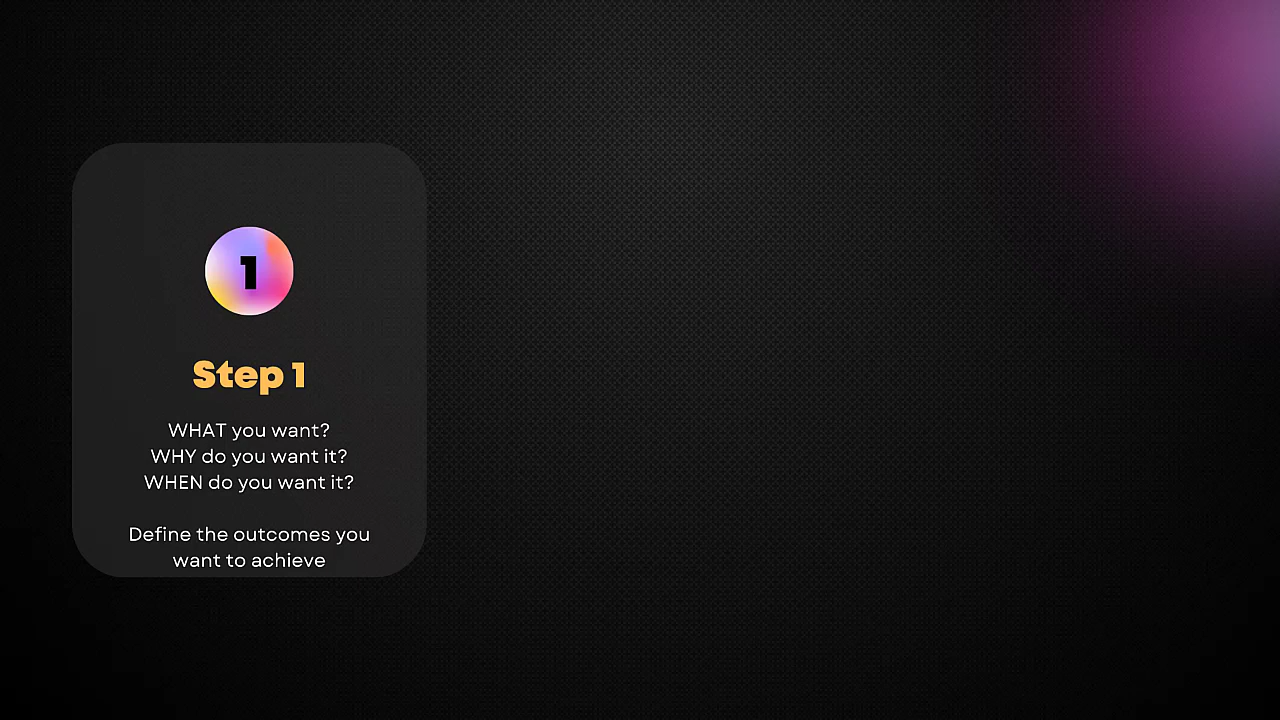 1
Step 1
WHAT you want?
WHY do you want it?
WHEN do you want it?
Define the outcomes you
want to achieve